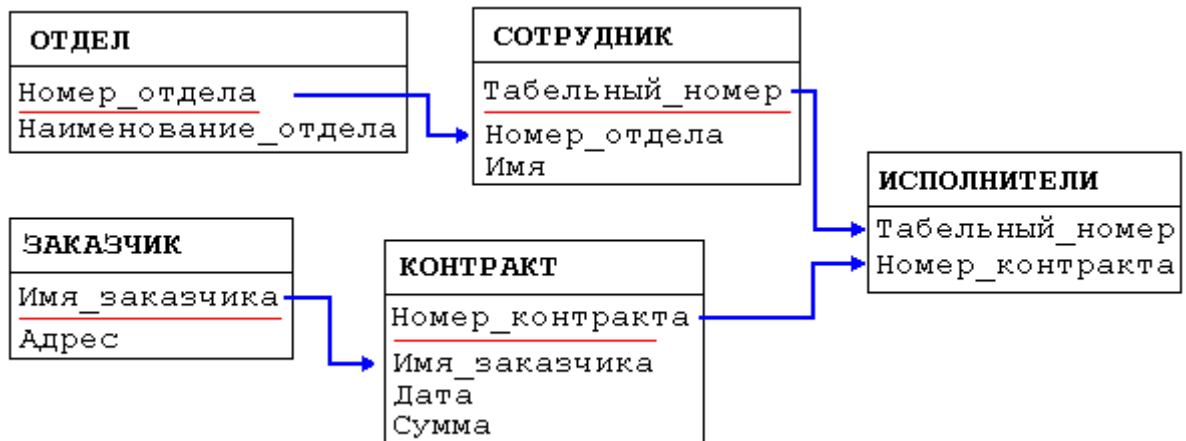 ОТДЕЛ
Номер_отдела
Наименование_отдела
СОТРУДНИК
Табельный_номер
Номер_отдела
Имя
ИСПОЛНИТЕЛИ
Табельный_номер
Номер_контракта
ЗАКАЗЧИК
Имя_заказчика
Адрес
КОНТРАКТ
Номер_контракта
Имя_заказчика
Дата
Сумма